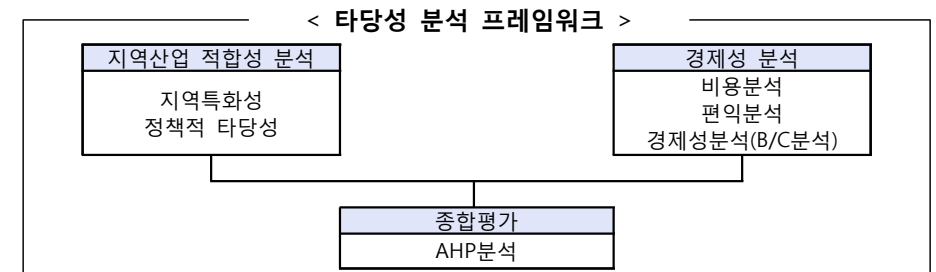 < 타당성 분석 프레임워크 >
지역산업 적합성 분석
지역특화성
정책적 타당성
경제성 분석
비용분석
편익분석
경제성분석(B/C분석)
종합평가
AHP분석